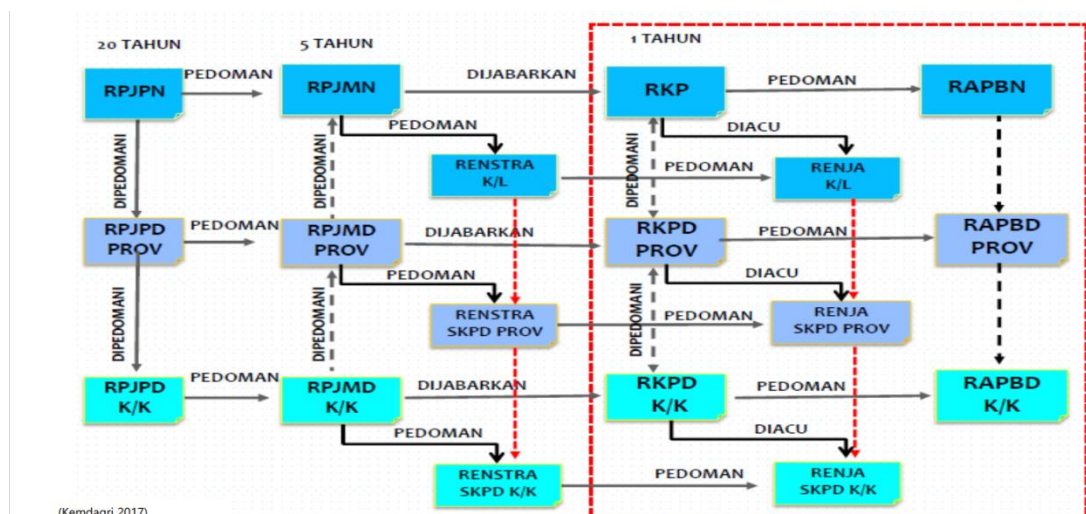 20 TAHUN
5 TAHUN
1 TAHUN
RPJPN
PEDOMAN
RPJMN
DIJABARKAN
RKP
PEDOMAN
RAPBN
PEDOMAN
DIACU
DIPEDOMANI
DIPEDOMANI
DIPEDOMANI
RENSTRA
K/L
PEDOMAN
RENJA
K/L
RPJPD
PROV
PEDOMAN
RPJMD
PROV
DIJABARKAN
RKPD
PROV
PEDOMAN
RAPBD
PROV
PEDOMAN
DIACU
DIPEDOMANI
DIPEDOMANI
DIPEDOMANI
RENSTRA
SKPD PROV
PEDOMAN
RENJA
SKPD PROV
RPJPD
K/K
PEDOMAN
RPJMD
K/K
DIJABARKAN
RKPD
K/K
PEDOMAN
RAPBD
K/K
PEDOMAN
DIACU
RENSTRA
SKPD K/K
PEDOMAN
RENJA
SKPD K/K
(Kemdagri 2017)